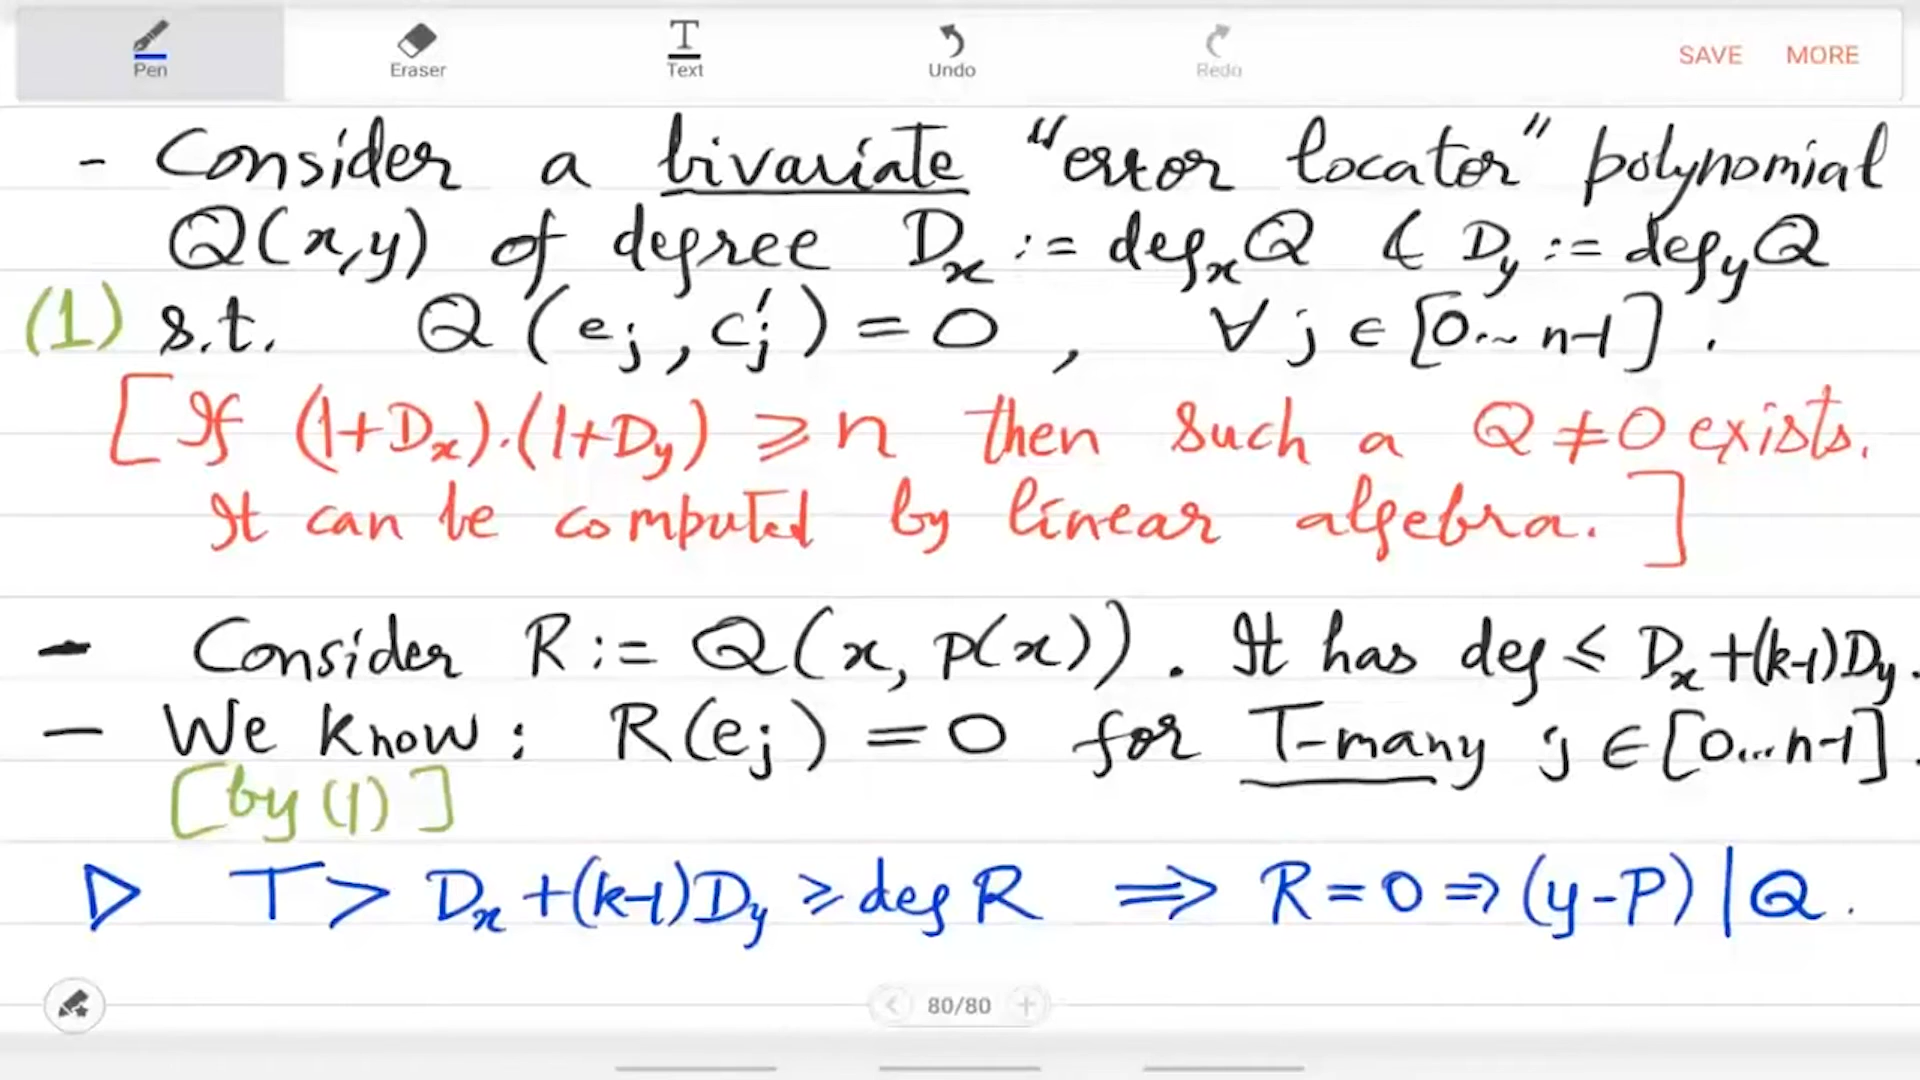 Pen Eraser Text Undo Redo SAVE MORE
- Consider a bivariate "error locator" polynomial
Q(x,y) of degree Dx := degxQ & Dy := degyQ
(1) s.t. Q(ej, c'j) = 0, ∀ j ∈ [0...n-1].
[If (1+Dx).(1+Dy) ⩾ n then such a Q≠0 exists.
It can be computed by linear algebra.]
- Consider R := Q(x, p(x)). It has deg ≤ Dx+(k-1)Dy.
- We know: R(ej) = 0 for T-many j ∈ [0...n-1].
[by (1)]
▷ T > Dx+(k-1)Dy ⩾ deg R ⟹ R=0 ⟹ (y-P) | Q.
80/80